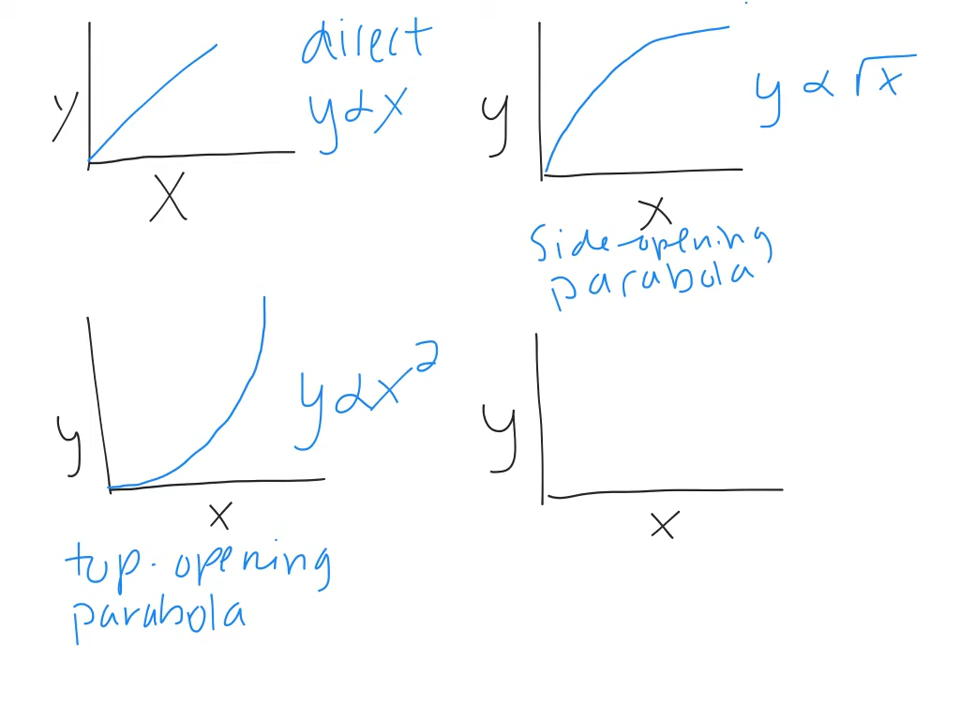 direct
y
y ∝ x
x
y
y ∝ √x
x
side-opening
parabola
y ∝ x²
y
x
top-opening
parabola
y
x